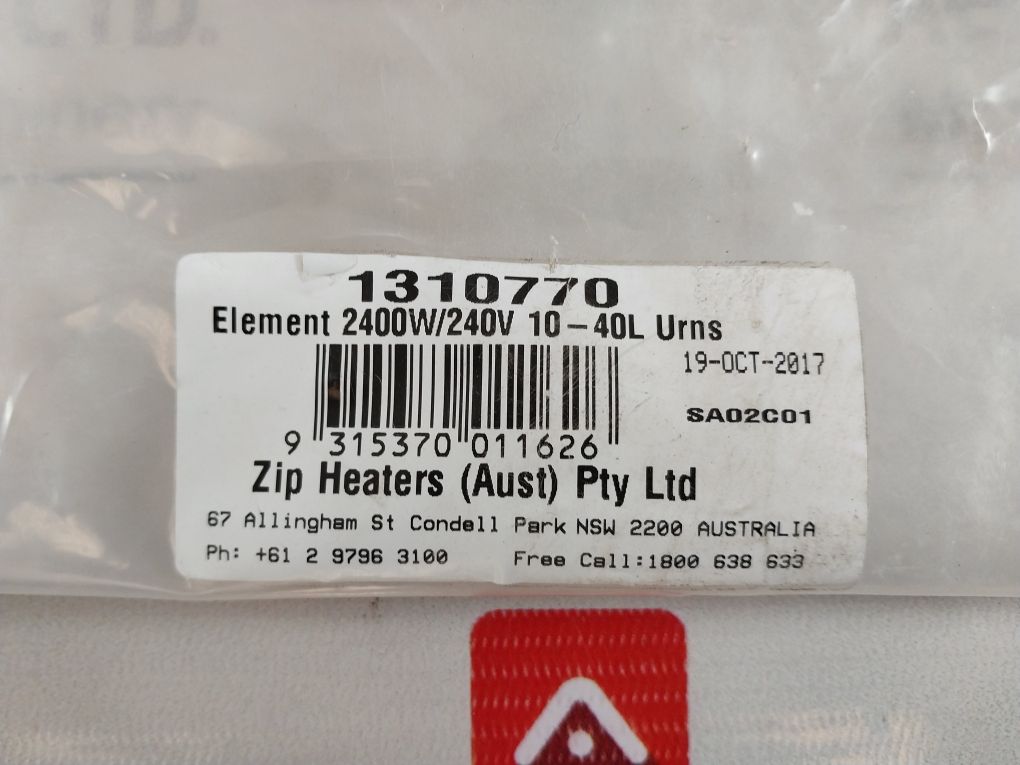 1310770
Element 2400W/240V 10-40L Urns
19-OCT-2017
SA02C01
9 315370 011626
Zip Heaters (Aust) Pty Ltd
67 Allingham St Condell Park NSW 2200 AUSTRALIA
Ph: +61 2 9796 3100 Free Call:1800 638 633